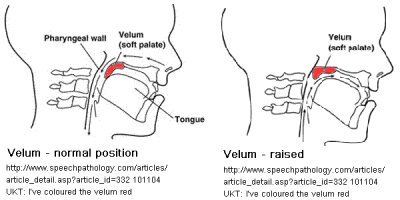 Pharyngeal wall
Velum
(soft palate)
Tongue
Velum - normal position
http://www.speechpathology.com/articles/
article_detail.asp?article_id=332 101104
UKT: I've coloured the velum red
Velum
(soft palate)
Velum - raised
http://www.speechpathology.com/articles/
article_detail.asp?article_id=332 101104
UKT: I've coloured the velum red